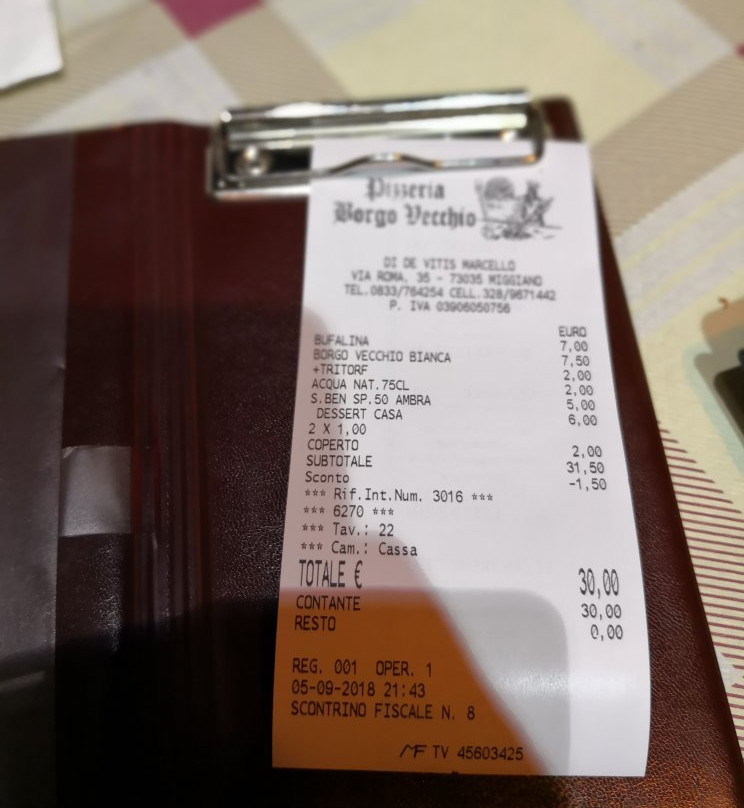 Pizzeria
Borgo Vecchio
DI DE VITIS MARCELLO
VIA ROMA, 35 - 73035 MIGGIANO
TEL.0833/764254 CELL.328/9671442
P. IVA 03906050756
EURO
BUFALINA 7,00
BORGO VECCHIO BIANCA 7,50
+TRITORF 2,00
ACQUA NAT.75CL 2,00
S.BEN SP.50 AMBRA 5,00
DESSERT CASA 6,00
2 X 1,00
COPERTO 2,00
SUBTOTALE 31,50
Sconto -1,50
*** Rif.Int.Num. 3016 ***
*** 6270 ***
*** Tav.: 22
*** Cam.: Cassa
TOTALE € 30,00
CONTANTE 30,00
RESTO 0,00
REG. 001 OPER. 1
05-09-2018 21:43
SCONTRINO FISCALE N. 8
MF TV 45603425